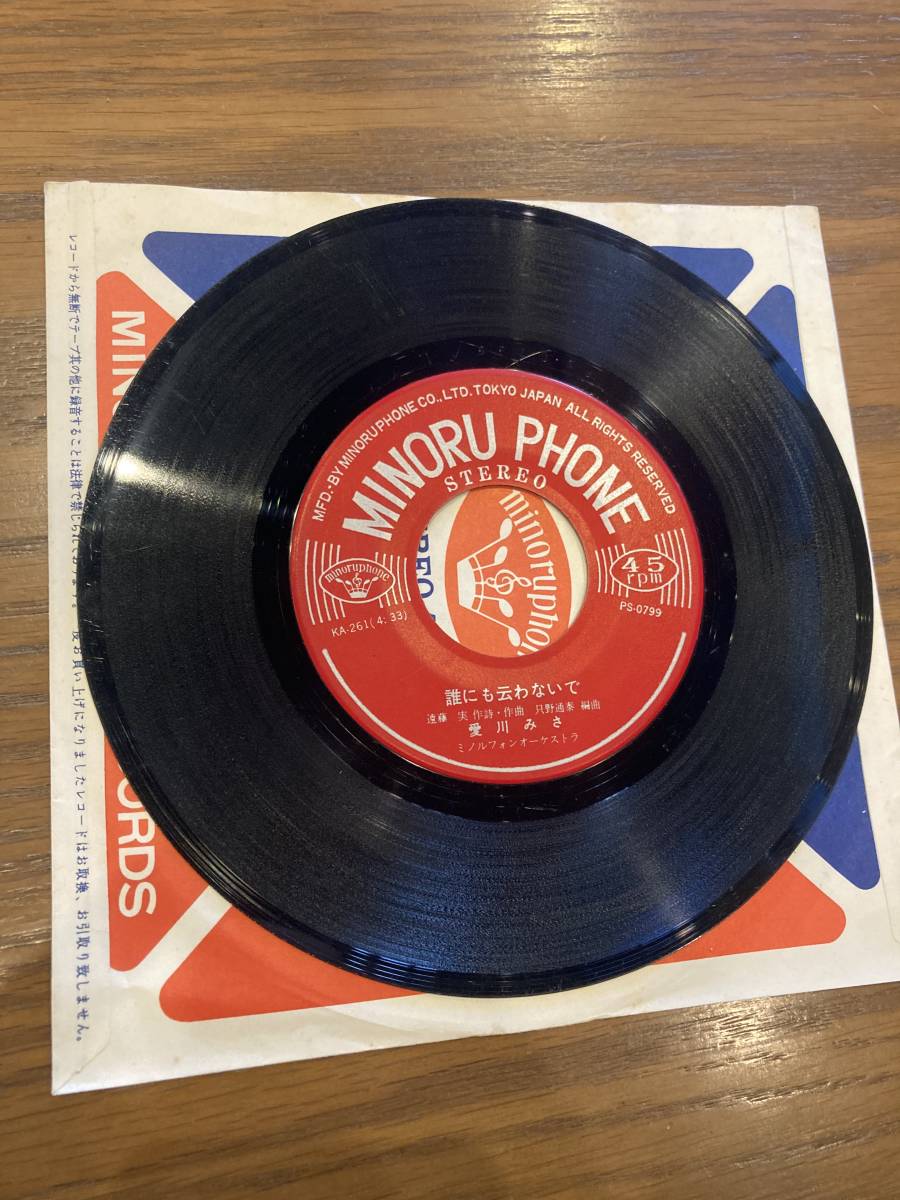 MFD.-BY MINORUPHONE CO., LTD. TOKYO JAPAN ALL RIGHTS RESERVED
MINORU PHONE
STEREO
minoruphone
45
rpm
KA-261(4:33)
PS-0799
誰にも云わないで
遠藤 実 作詩・作曲 只野通泰 編曲
愛川みさ
ミノルフォンオーケストラ
minorupho
レコードから無断でテープ其の他に録音することは法律で禁じられ
お買い上げになりましたレコードはお取換、お引取り致しません。
MIN
ORDS